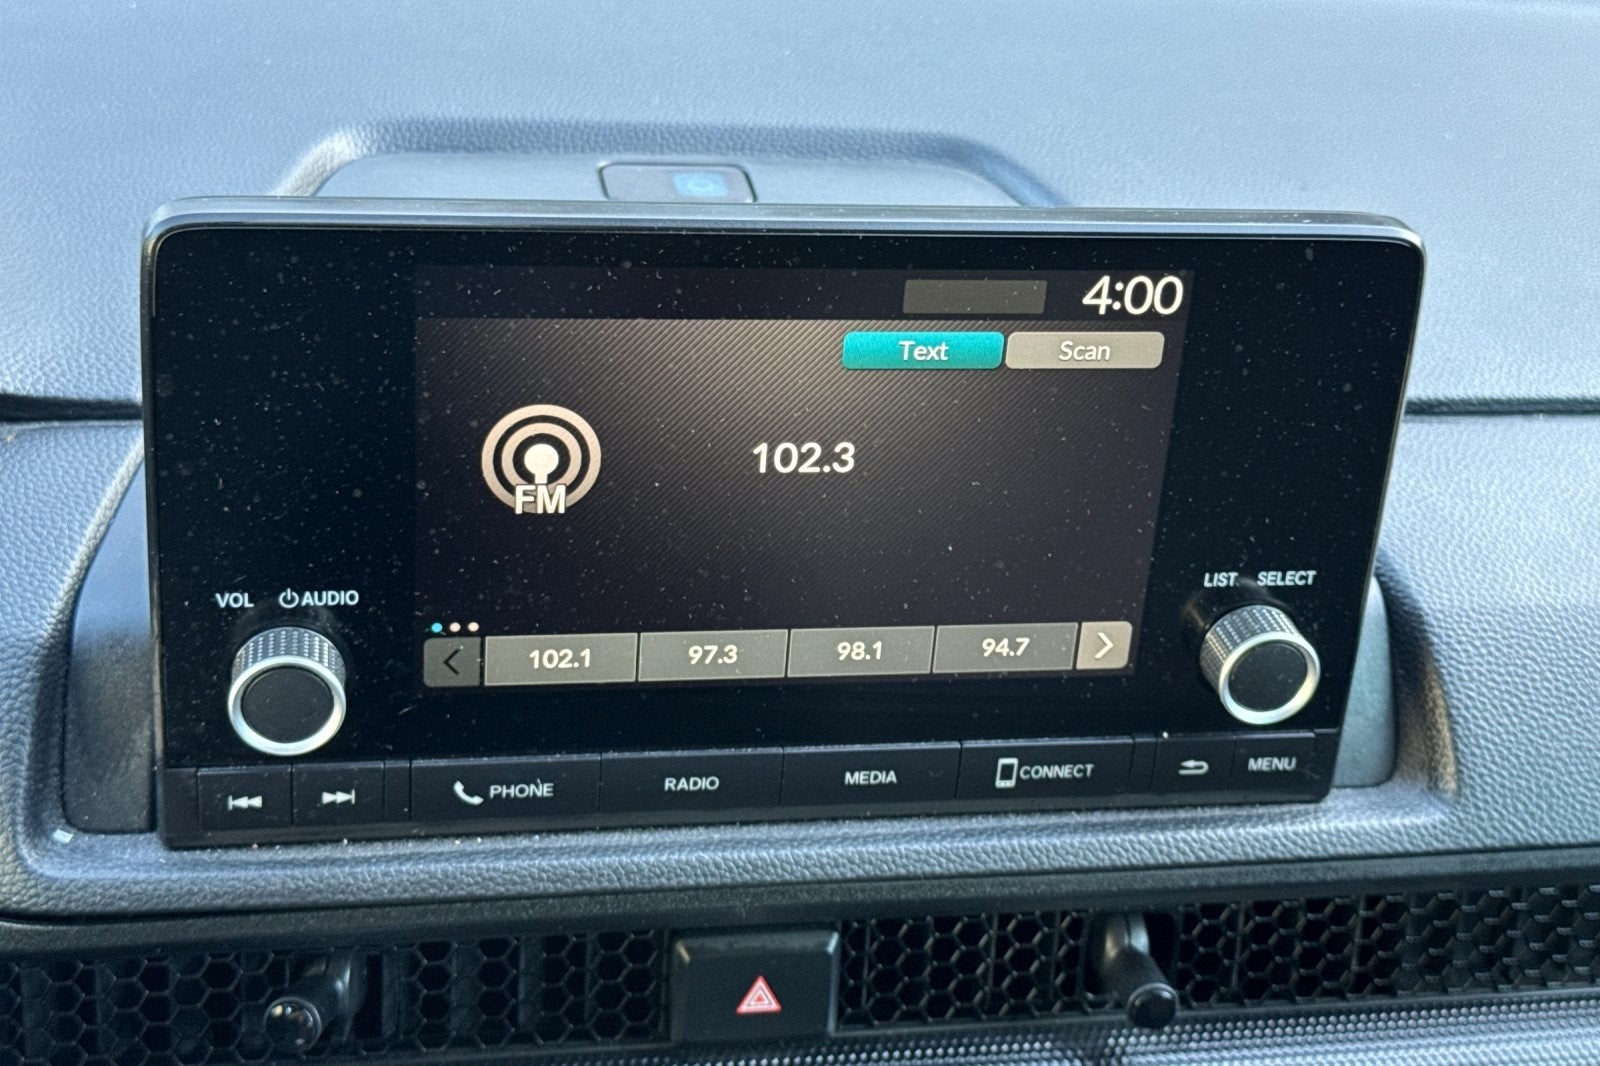 4:00
Text Scan
102.3
FM
VOL AUDIO
LIST SELECT
102.1 97.3 98.1 94.7
PHONE RADIO MEDIA CONNECT MENU